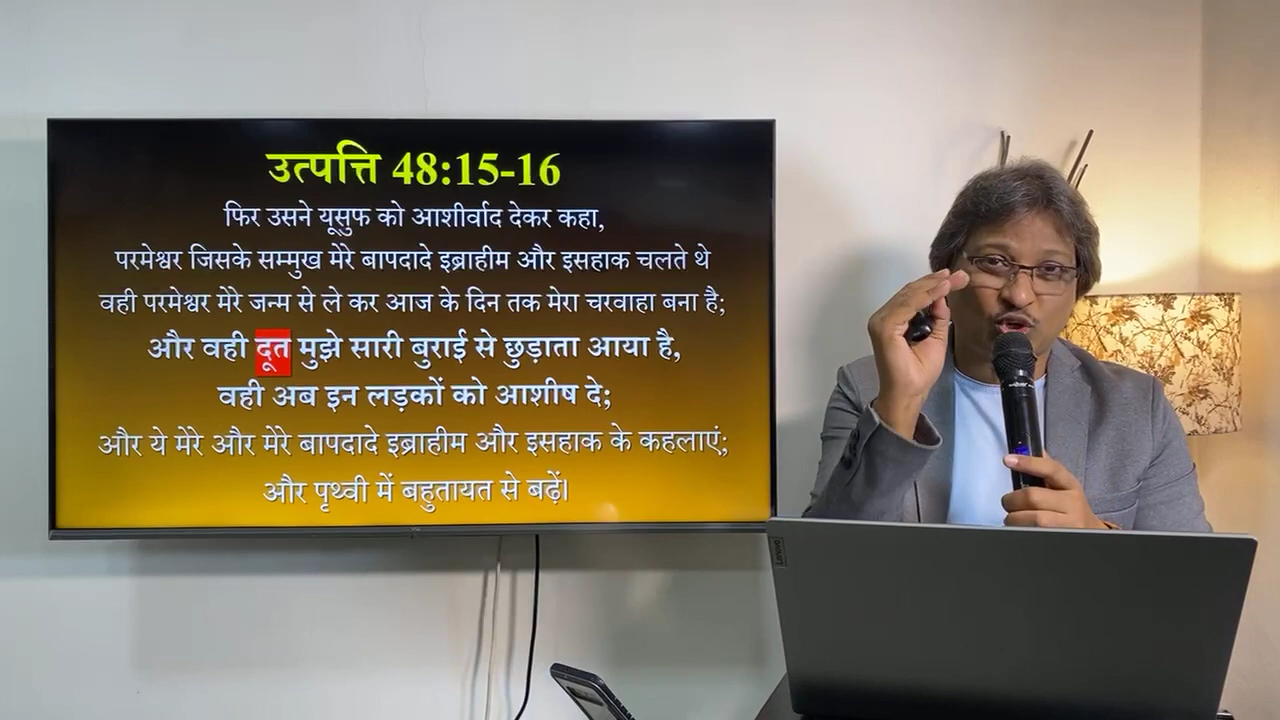 उत्पत्ति 48:15-16
फिर उसने यूसुफ को आशीर्वाद देकर कहा,
परमेश्वर जिसके सम्मुख मेरे बापदादे इब्राहीम और इसहाक चलते थे
वही परमेश्वर मेरे जन्म से ले कर आज के दिन तक मेरा चरवाहा बना है;
और वही दूत मुझे सारी बुराई से छुड़ाता आया है,
वही अब इन लड़कों को आशीष दे;
और ये मेरे और मेरे बापदादे इब्राहीम और इसहाक के कहलाएं;
और पृथ्वी में बहुतायत से बढ़ें।
Lenovo